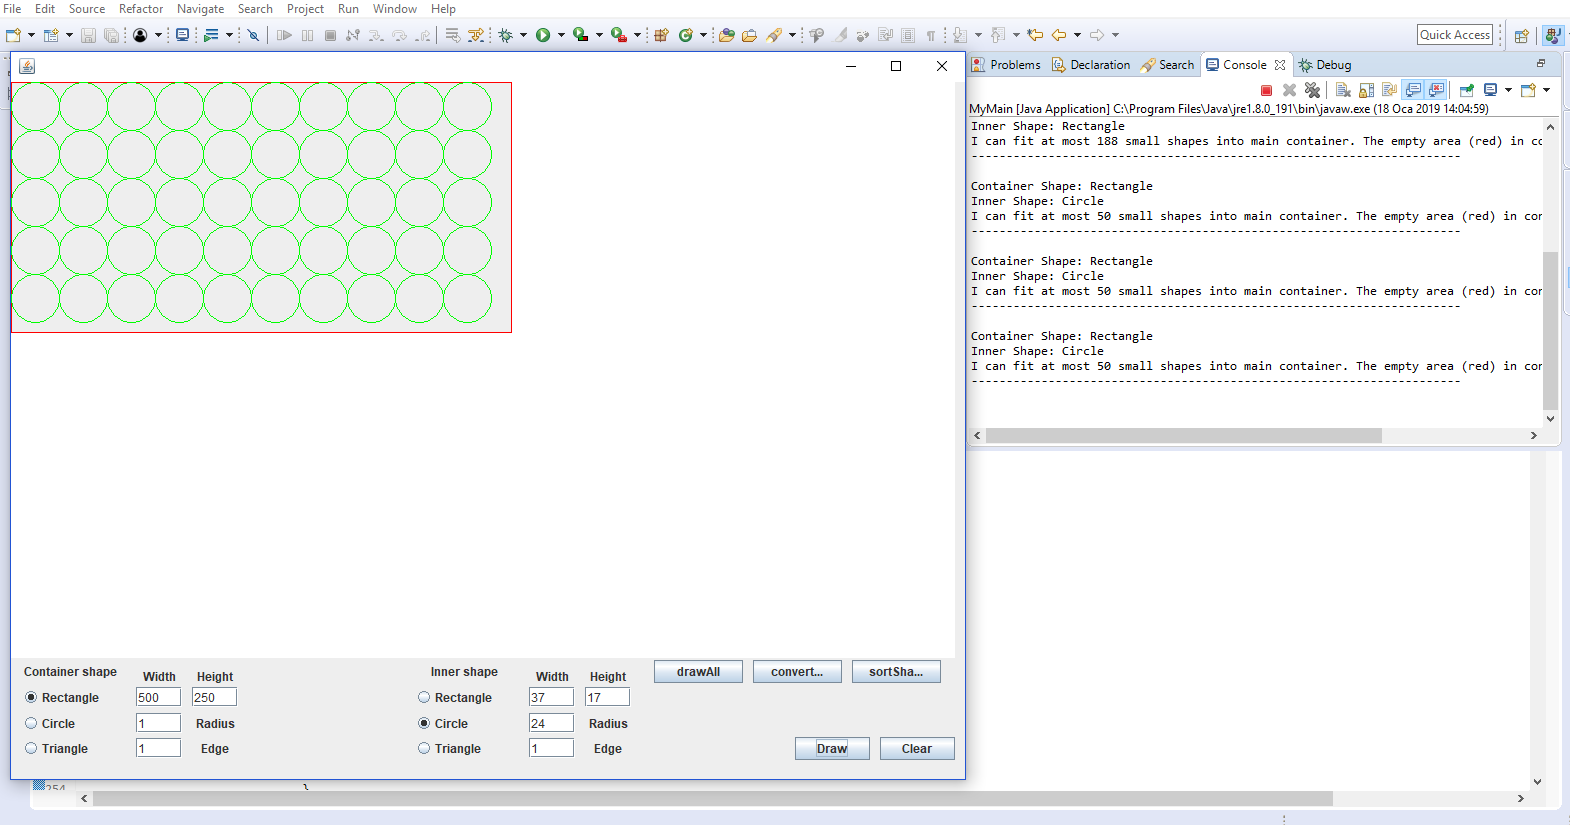 File Edit Source Refactor Navigate Search Project Run Window Help
Quick Access
Problems Declaration Search Console Debug
MyMain [Java Application] C:\Program Files\Java\jre1.8.0_191\bin\javaw.exe (18 Oca 2019 14:04:59)
Inner Shape: Rectangle
I can fit at most 188 small shapes into main container. The empty area (red) in co
---------------------------------------------------------------------
Container Shape: Rectangle
Inner Shape: Circle
I can fit at most 50 small shapes into main container. The empty area (red) in con
---------------------------------------------------------------------
Container Shape: Rectangle
Inner Shape: Circle
I can fit at most 50 small shapes into main container. The empty area (red) in con
---------------------------------------------------------------------
Container Shape: Rectangle
Inner Shape: Circle
I can fit at most 50 small shapes into main container. The empty area (red) in con
---------------------------------------------------------------------
Container shape Width Height
Rectangle 500 250
Circle 1 Radius
Triangle 1 Edge
Inner shape Width Height
Rectangle 37 17
Circle 24 Radius
Triangle 1 Edge
drawAll convert... sortSha...
Draw Clear
254 }